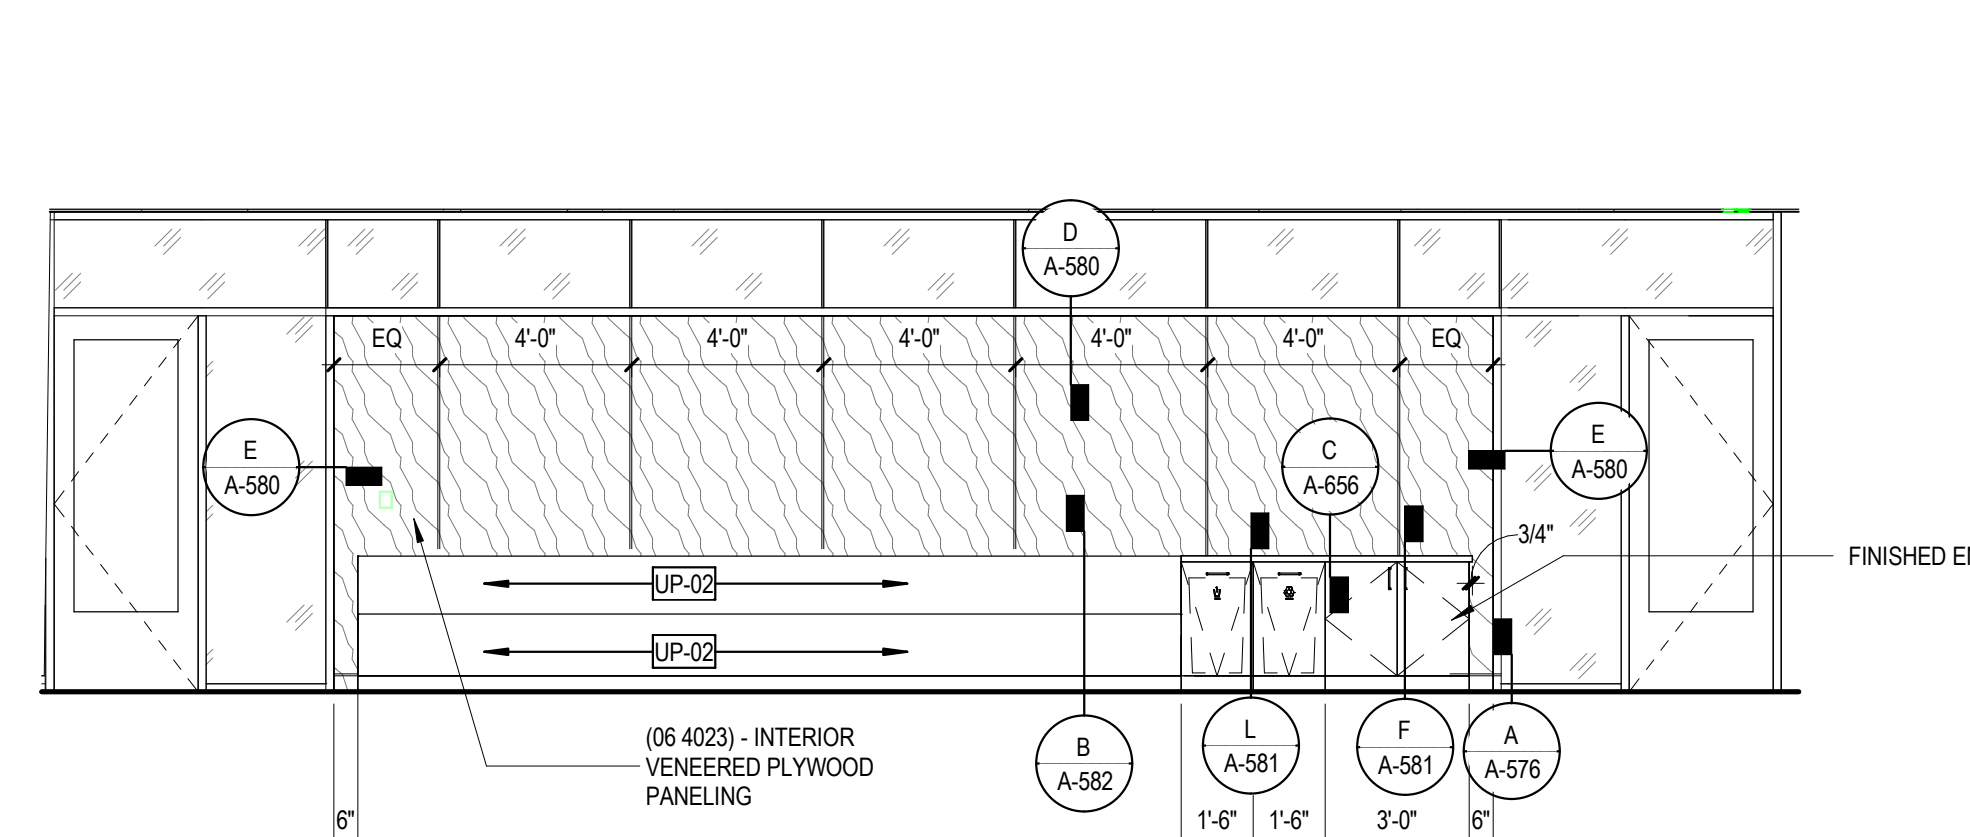 D
A-580
EQ
4'-0"
4'-0"
4'-0"
4'-0"
4'-0"
EQ
E
A-580
C
A-656
E
A-580
3/4"
FINISHED
UP-02
UP-02
(06 4023) - INTERIOR
VENEERED PLYWOOD
PANELING
B
A-582
L
A-581
F
A-581
A
A-576
6"
1'-6"
1'-6"
3'-0"
6"